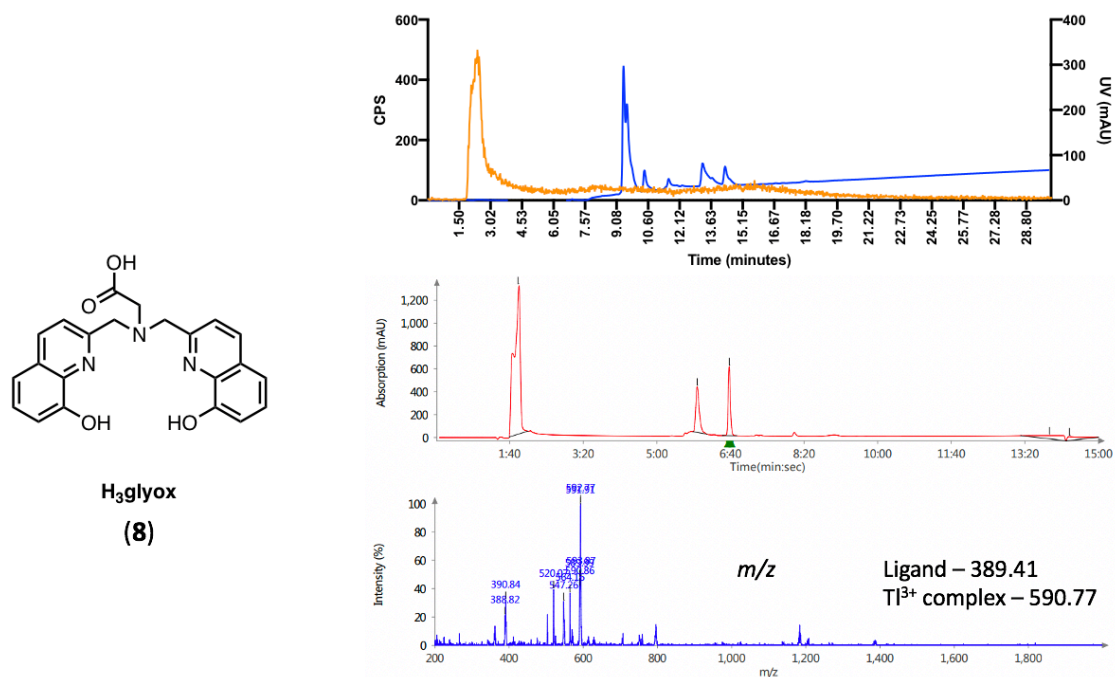 600
400
200
0
CPS
400
300
200
100
0
UV (mAU)
1.50 3.02 4.53 6.05 7.57 9.08 10.60 12.12 13.63 15.15 16.67 18.18 19.70 21.22 22.73 24.25 25.77 27.28 28.80
Time (minutes)
OH
O
N
N
N
OH
HO
H₃glyox
(8)
1,200
1,000
800
600
400
200
0
Absorption (mAU)
1:40 3:20 5:00 6:40 8:20 10:00 11:40 13:20 15:00
Time(min:sec)
100
80
60
40
20
0
Intensity (%)
592.77
390.84
388.82
m/z
Ligand – 389.41
Tl³⁺ complex – 590.77
200 400 600 800 1,000 1,200 1,400 1,600 1,800
m/z